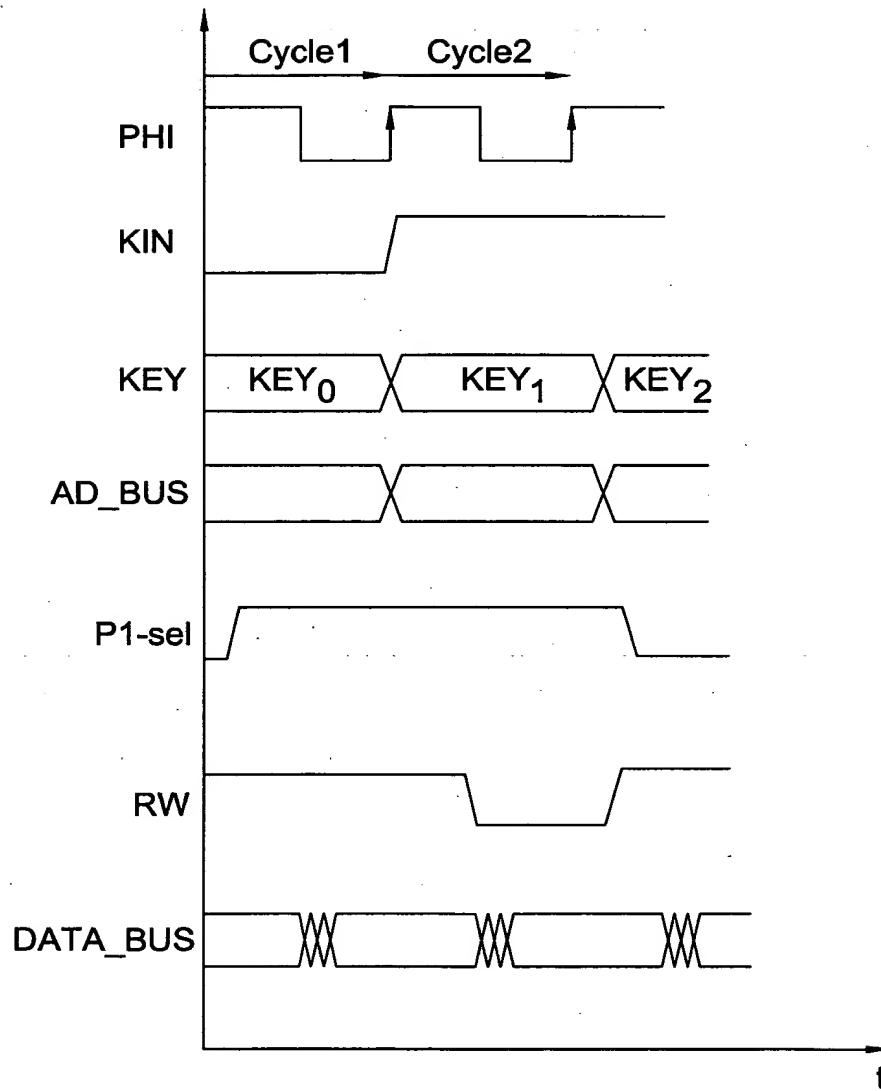 Cycle1 Cycle2
PHI
KIN
KEY KEY0 KEY1 KEY2
AD_BUS
P1-sel
RW
DATA_BUS
t